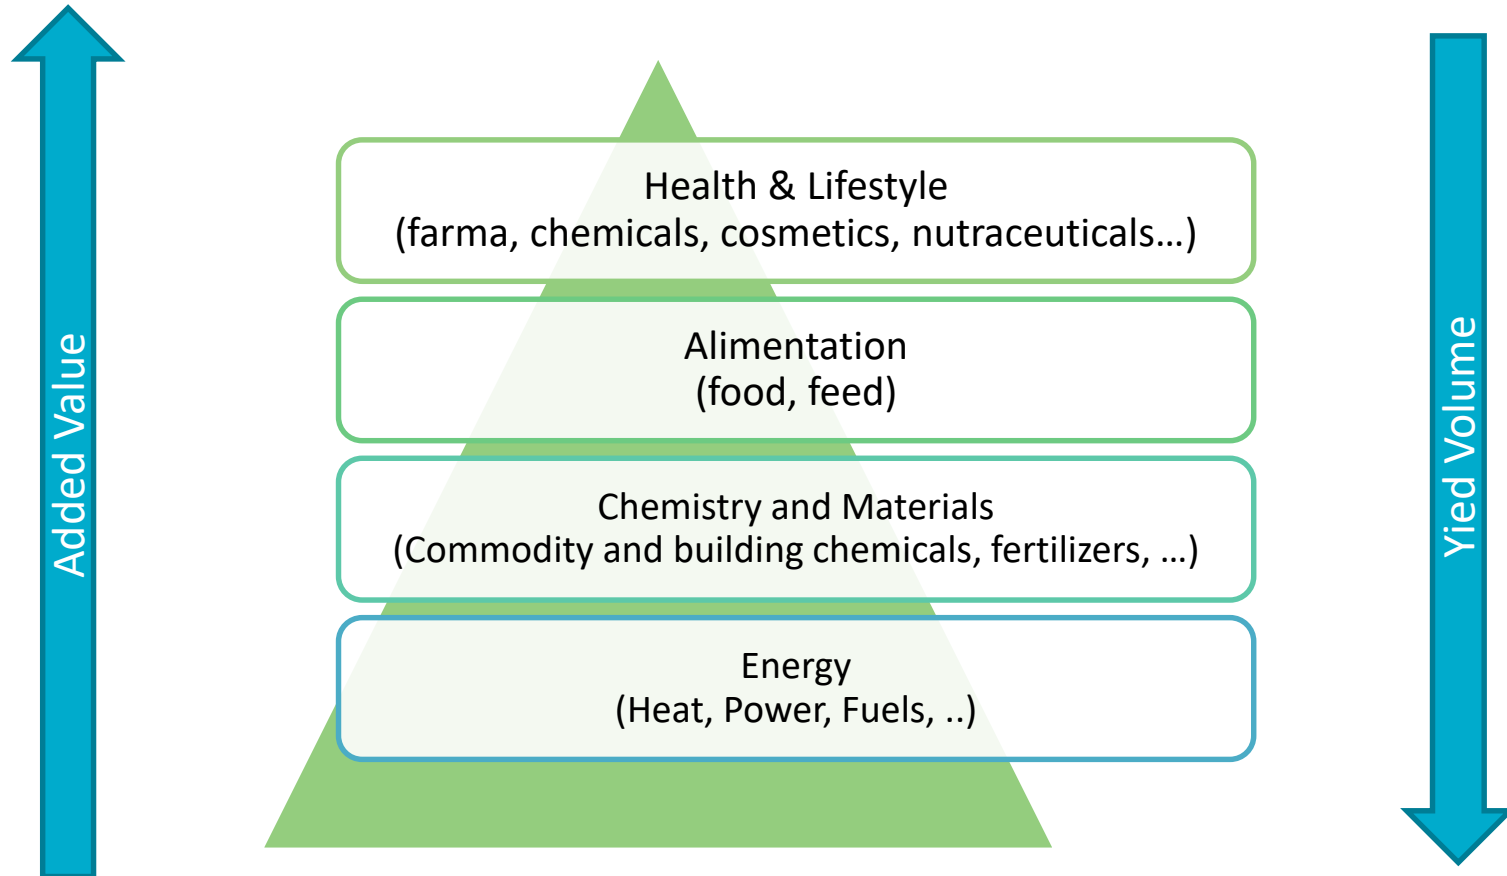 Added Value
Health & Lifestyle
(farma, chemicals, cosmetics, nutraceuticals...)
Alimentation
(food, feed)
Chemistry and Materials
(Commodity and building chemicals, fertilizers, ...)
Energy
(Heat, Power, Fuels, ..)
Yied Volume